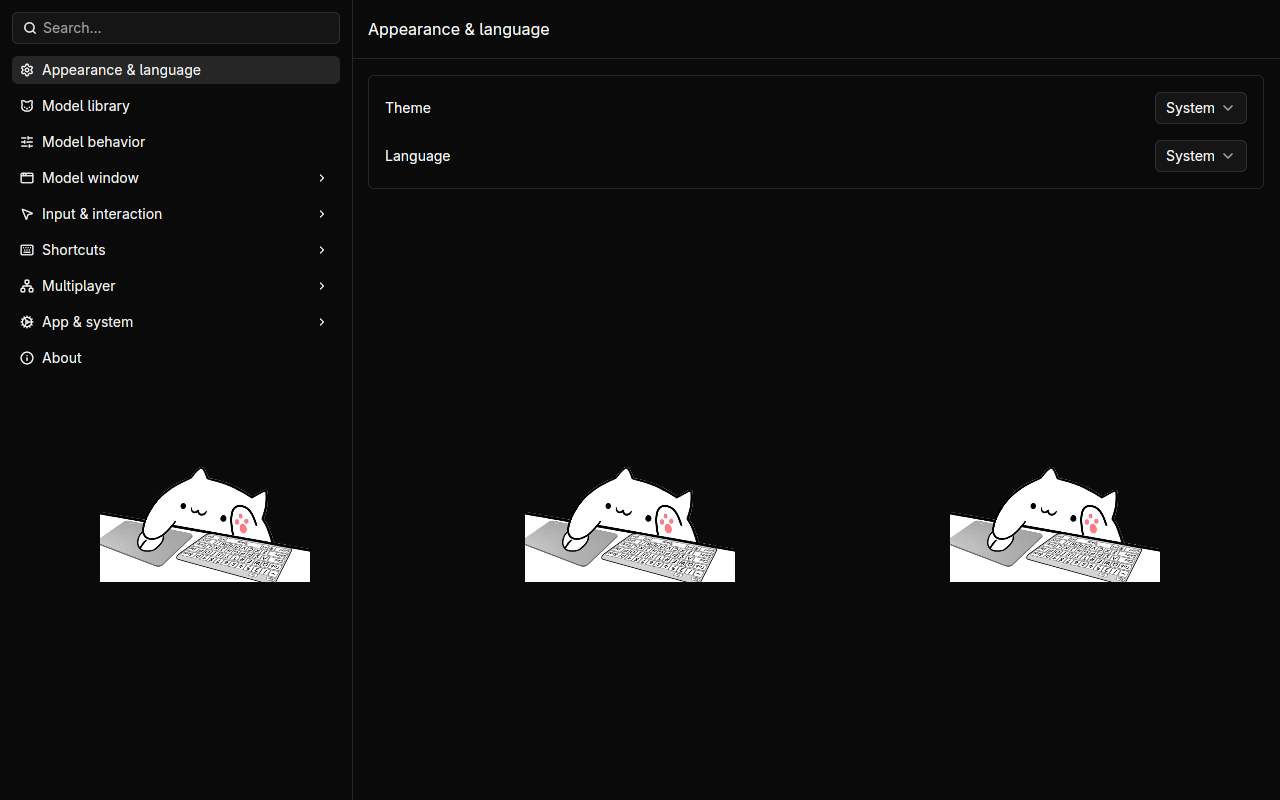 Search...
Appearance & language
Model library
Model behavior
Model window
Input & interaction
Shortcuts
Multiplayer
App & system
About
Appearance & language
Theme
System
Language
System